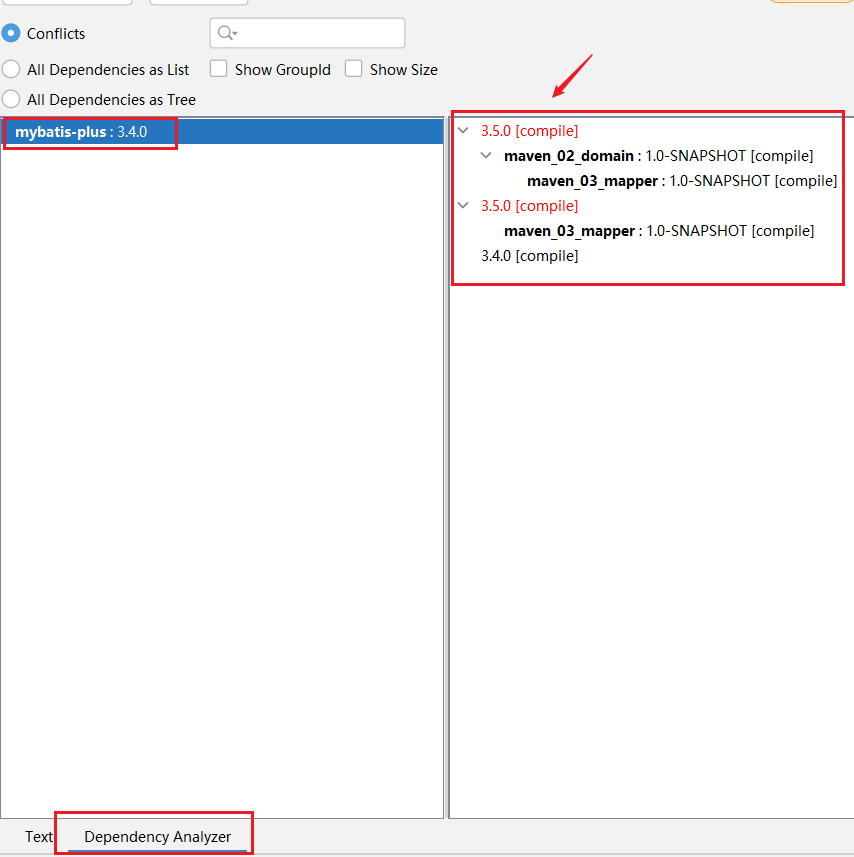 Conflicts
All Dependencies as List Show GroupId Show Size
All Dependencies as Tree
mybatis-plus : 3.4.0
3.5.0 [compile]
maven_02_domain : 1.0-SNAPSHOT [compile]
maven_03_mapper : 1.0-SNAPSHOT [compile]
3.5.0 [compile]
maven_03_mapper : 1.0-SNAPSHOT [compile]
3.4.0 [compile]
Text Dependency Analyzer